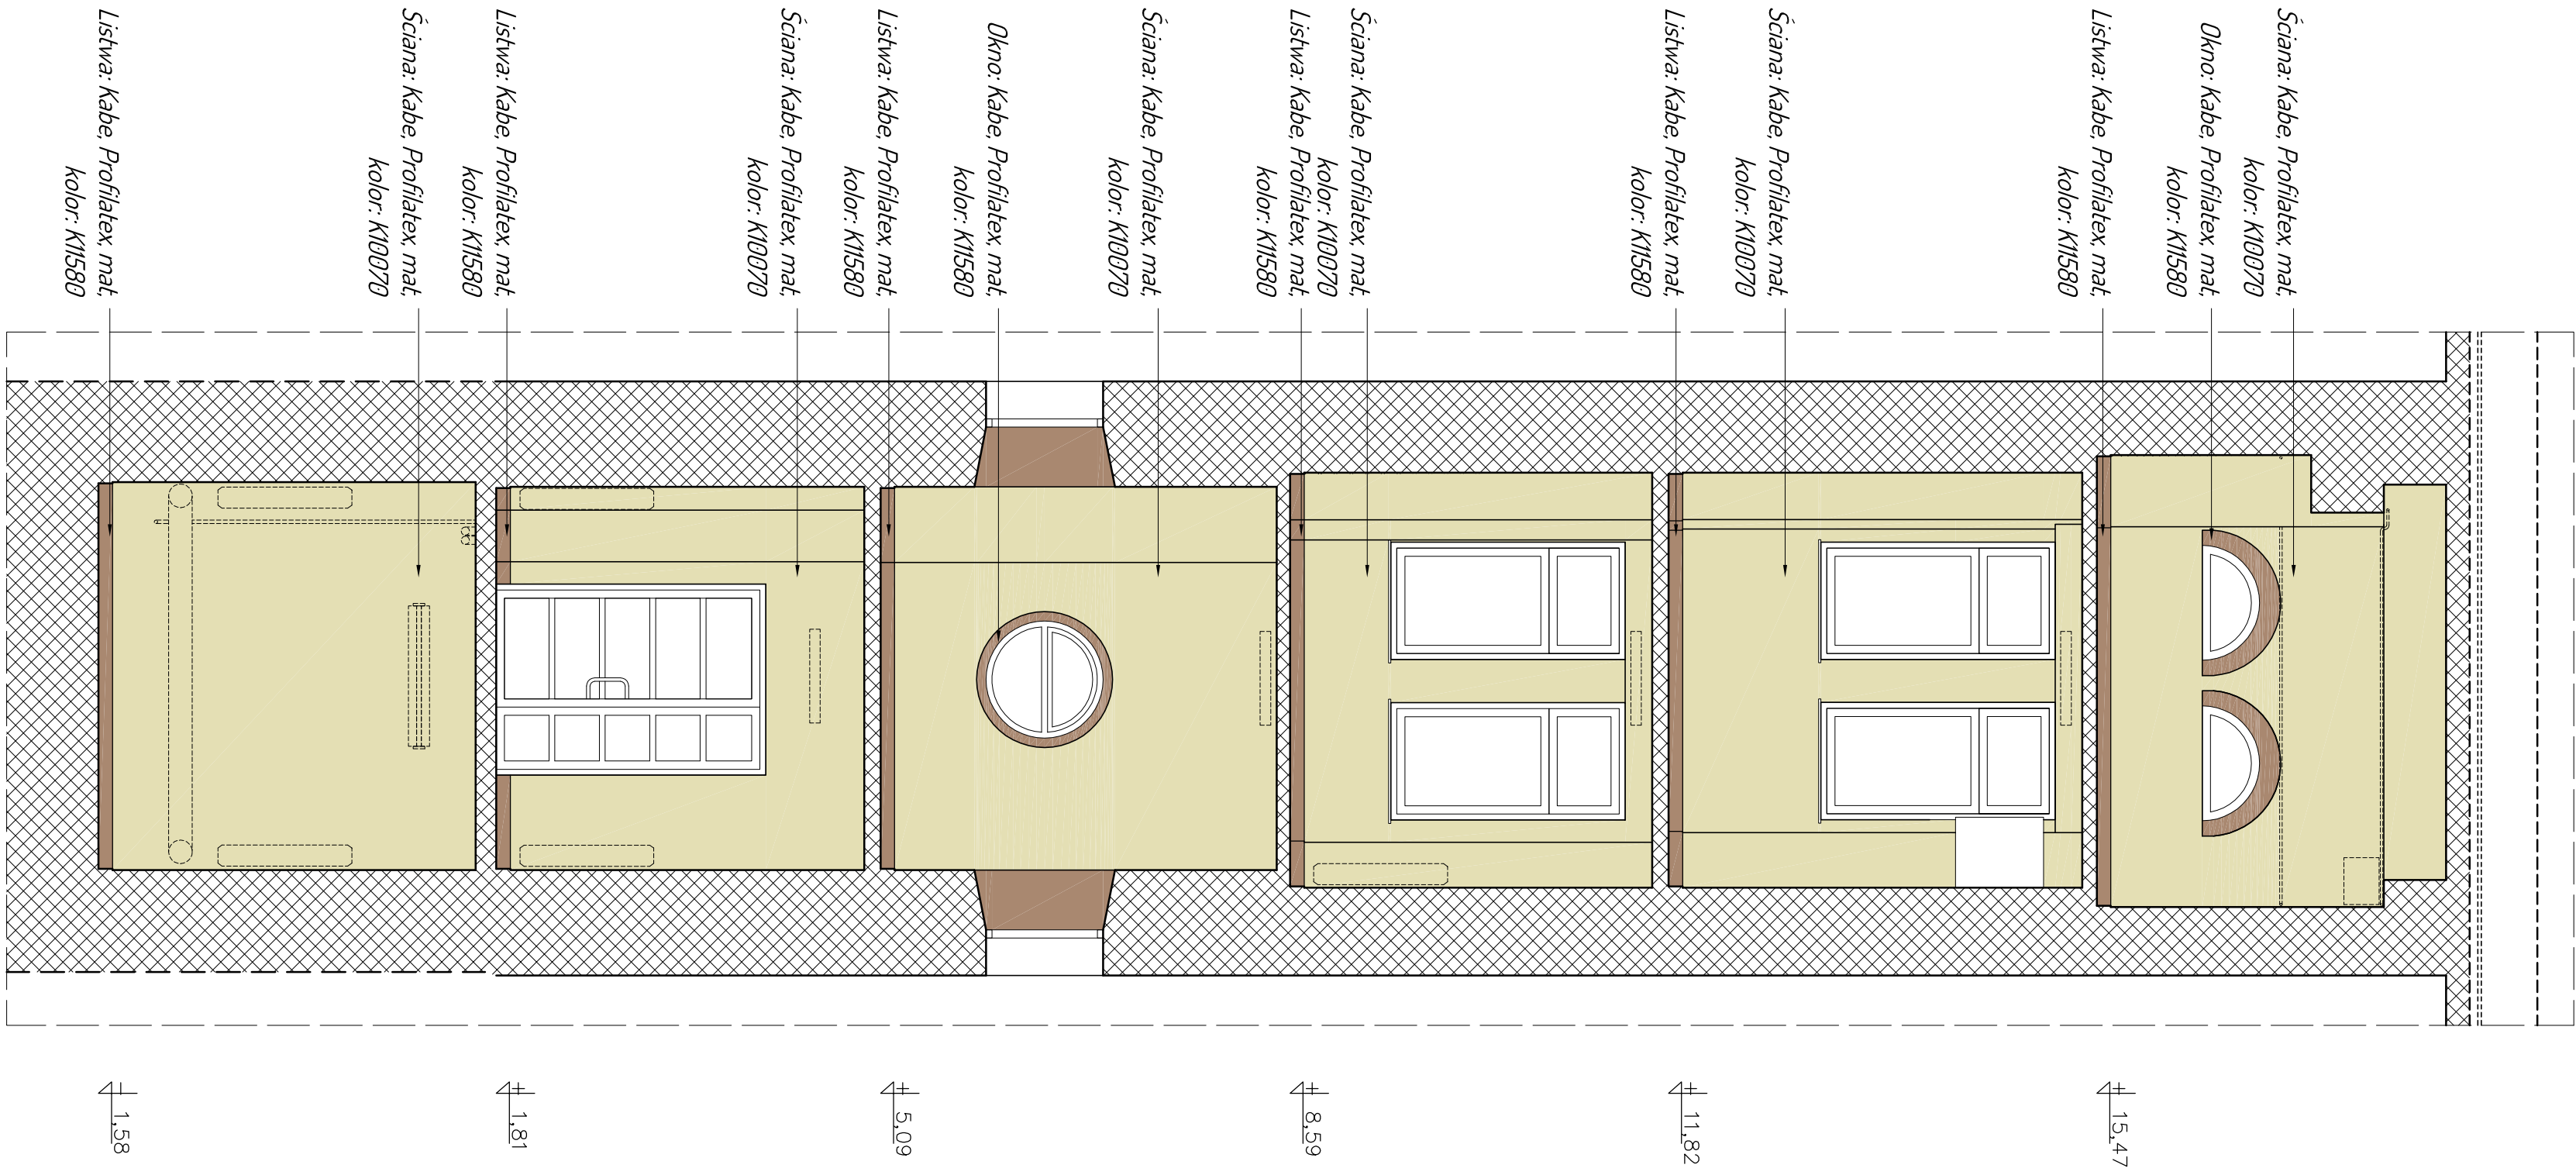 Ściana: Kabe, Profilatex, mat,
kolor: K10070
Okno: Kabe, Profilatex, mat,
kolor: K11580
Listwa: Kabe, Profilatex, mat,
kolor: K11580
+15,47
Ściana: Kabe, Profilatex, mat,
kolor: K10070
Listwa: Kabe, Profilatex, mat,
kolor: K11580
+11,82
Ściana: Kabe, Profilatex, mat,
kolor: K10070
Listwa: Kabe, Profilatex, mat,
kolor: K11580
+8,59
Ściana: Kabe, Profilatex, mat,
kolor: K10070
Okno: Kabe, Profilatex, mat,
kolor: K11580
Listwa: Kabe, Profilatex, mat,
kolor: K11580
+5,09
Ściana: Kabe, Profilatex, mat,
kolor: K10070
Listwa: Kabe, Profilatex, mat,
kolor: K11580
+1,81
Ściana: Kabe, Profilatex, mat,
kolor: K10070
Listwa: Kabe, Profilatex, mat,
kolor: K11580
-1,58